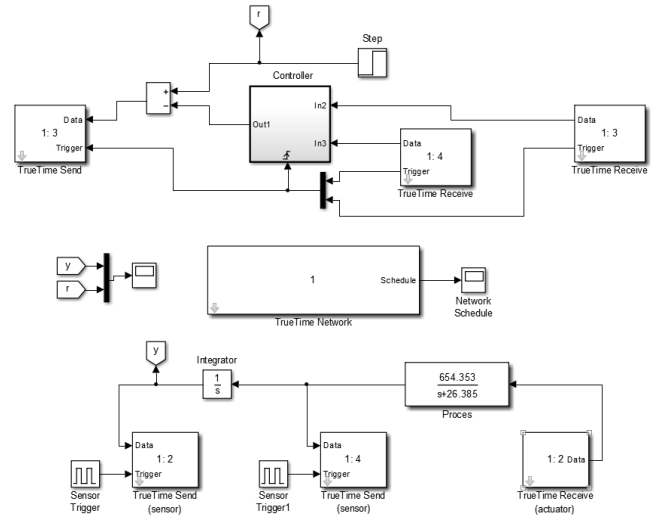 r
Step
Controller
+
−
Data
1: 3
Trigger
TrueTime Send
In2
Out1
In3
Data
1: 4
Trigger
TrueTime Receive
Data
1: 3
Trigger
TrueTime Receive
y
r
1
Schedule
TrueTime Network
Network
Schedule
y
Integrator
1
s
654.353
s+26.385
Proces
Data
1: 2
Trigger
TrueTime Send
(sensor)
Sensor
Trigger
Data
1: 4
Trigger
TrueTime Send
(sensor)
Sensor
Trigger1
1: 2 Data
TrueTime Receive
(actuator)